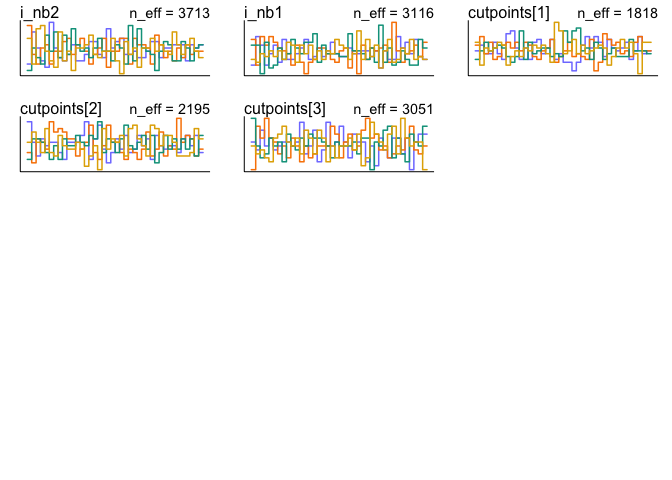 i_nb2 n_eff = 3713
i_nb1 n_eff = 3116
cutpoints[1] n_eff = 1818
cutpoints[2] n_eff = 2195
cutpoints[3] n_eff = 3051